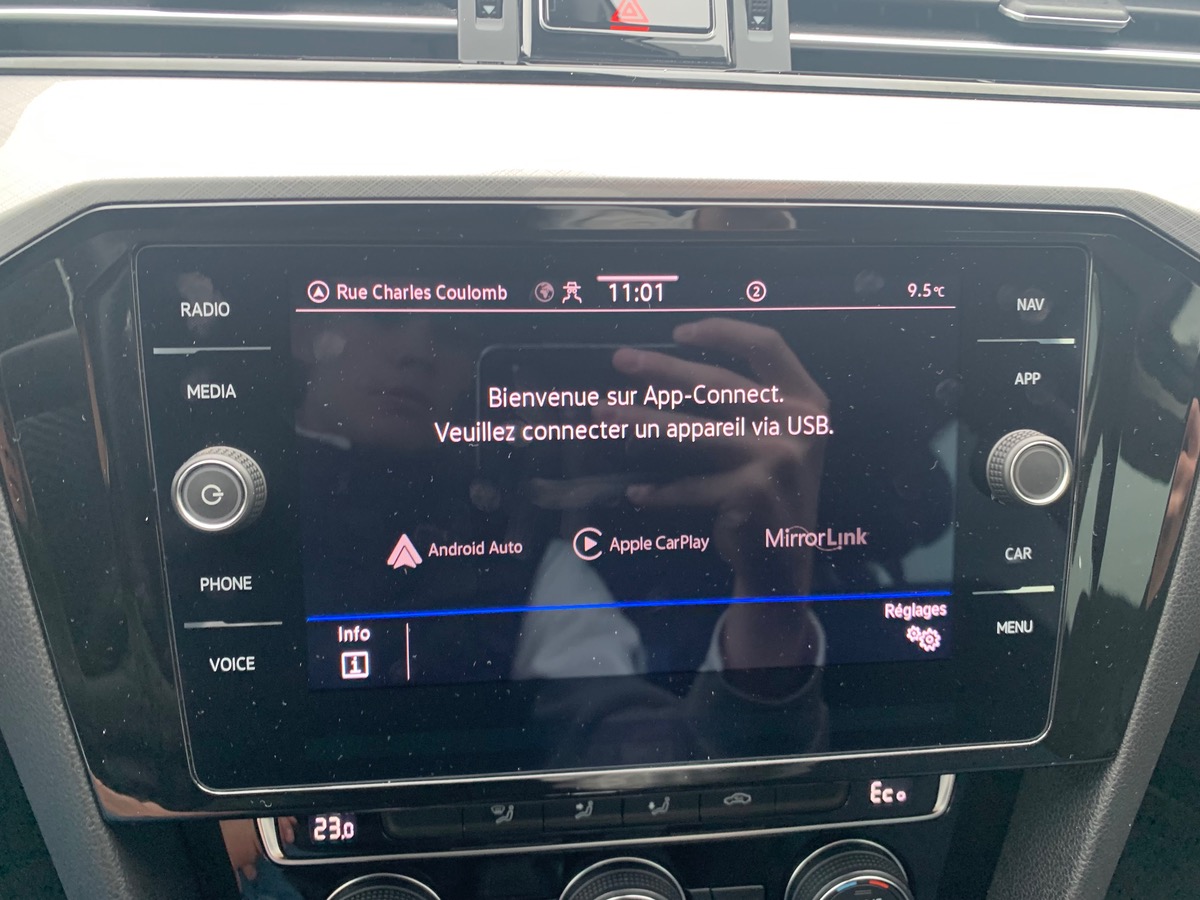 Rue Charles Coulomb 11:01 2 9.5°C
RADIO
MEDIA
PHONE
VOICE
Bienvenue sur App-Connect.
Veuillez connecter un appareil via USB.
Android Auto Apple CarPlay MirrorLink
Info
i
Réglages
NAV
APP
CAR
MENU
23.0
Eco